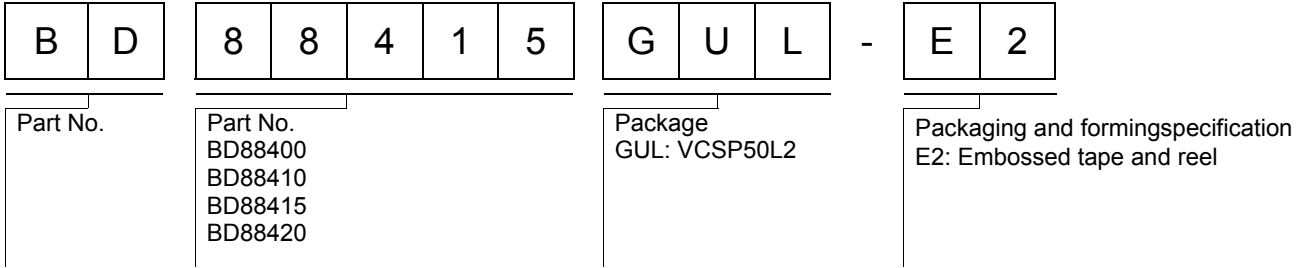 B D 8 8 4 1 5 G U L - E 2
Part No.
Part No.
BD88400
BD88410
BD88415
BD88420
Package
GUL: VCSP50L2
Packaging and formingspecification
E2: Embossed tape and reel